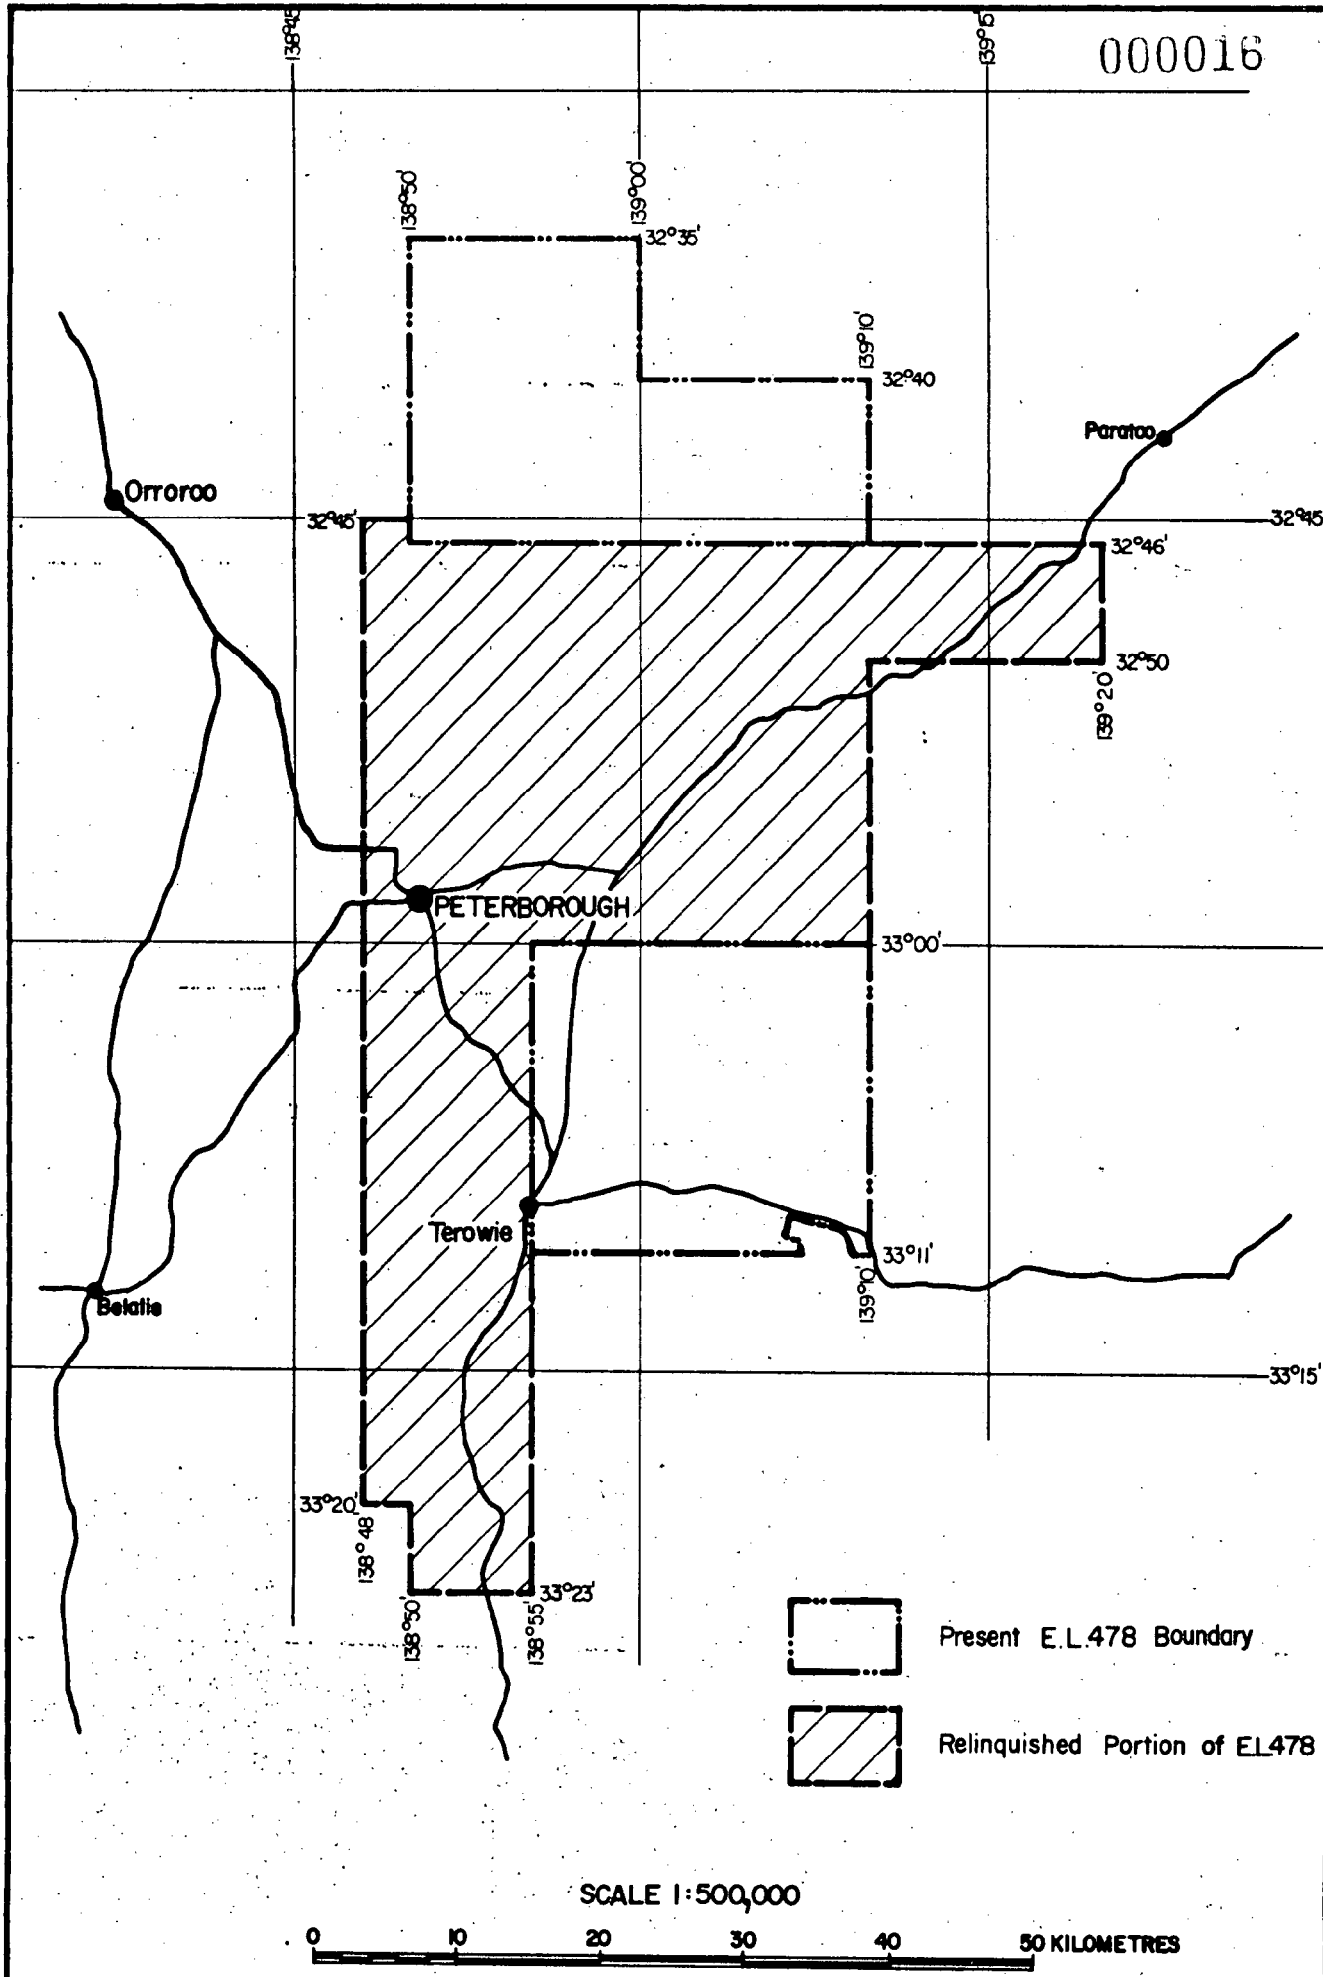 138°45'
139°15'
000016
138°50'
139°00'
32°35'
139°10'
32°40
Paratoo
Orroroo
32°45'
32°45'
32°46'
32°50
139°20'
PETERBOROUGH
33°00'
Terowie
33°11'
139°10'
Belalie
33°15'
33°20'
138°48
33°23'
138°50'
138°55'
Present E.L.478 Boundary
Relinquished Portion of E.L.478
SCALE 1:500,000
0 10 20 30 40 50 KILOMETRES